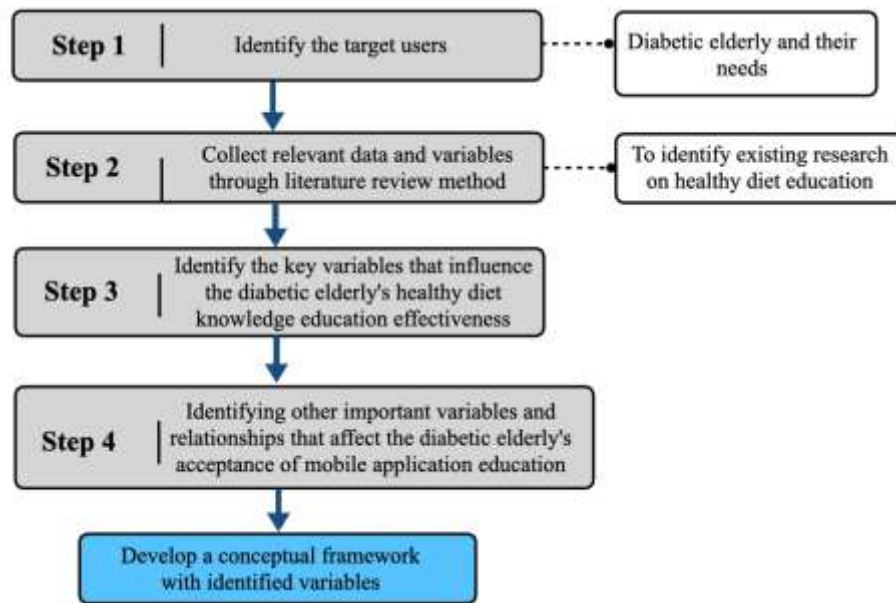 Step 1
Identify the target users
Diabetic elderly and their
needs
Step 2
Collect relevant data and variables
through literature review method
To identify existing research
on healthy diet education
Step 3
Identify the key variables that influence
the diabetic elderly's healthy diet
knowledge education effectiveness
Step 4
Identifying other important variables and
relationships that affect the diabetic elderly's
acceptance of mobile application education
Develop a conceptual framework
with identified variables